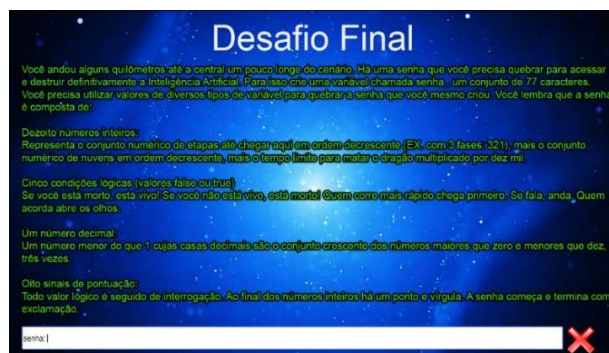 Desafio Final
Você andou alguns quilômetros até a central um pouco longe do cenário. Há uma senha que você precisa quebrar para acessar
e destruir definitivamente a Inteligência Artificial. Para isso crie uma variável chamada senha , um conjunto de 77 caracteres.
Você precisa utilizar valores de diversos tipos de variável para quebrar a senha que você mesmo criou. Você lembra que a senha
é composta de:
Dezoito números inteiros:
Representa o conjunto numérico de etapas até chegar aqui em ordem decrescente (EX. com 3 fases: 321), mais o conjunto
numérico de nuvens em ordem decrescente, mais o tempo limite para matar o dragão multiplicado por dez mil.
Cinco condições lógicas (valores false ou true)
Se você está morto, está vivo! Se você não está vivo, está morto! Quem corre mais rápido chega primeiro. Se fala, anda. Quem
acorda abre os olhos.
Um número decimal:
Um número menor do que 1 cujas casas decimais são o conjunto crescente dos números maiores que zero e menores que dez,
três vezes.
Oito sinais de pontuação:
Todo valor lógico é seguido de interrogação. Ao final dos números inteiros há um ponto e vírgula. A senha começa e termina com
exclamação.
senha: